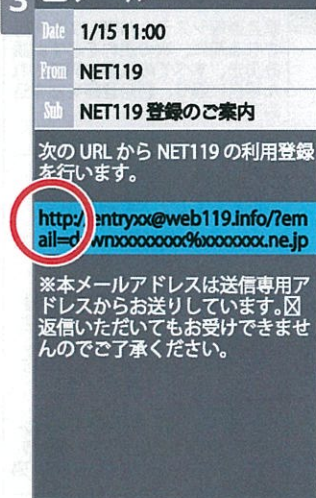 Date 1/15 11:00
From NET119
Sub NET119 登録のご案内
次の URL から NET119 の利用登録
を行います。
http:/ entryxx@web119.info/?em
ail=d wnxxxxxxxx%xxxxxxx.ne.jp
※本メールアドレスは送信専用ア
ドレスからお送りしています。
返信いただいてもお受けできませ
んのでご了承ください。